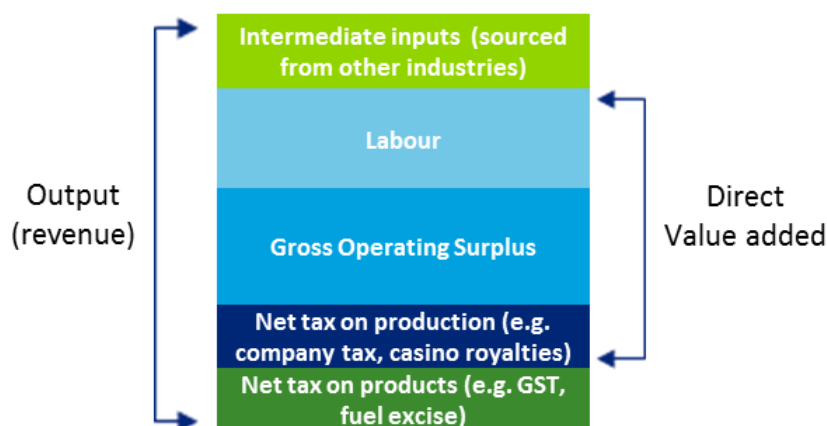 Intermediate inputs (sourced
from other industries)
Labour
Output
(revenue)
Direct
Value added
Gross Operating Surplus
Net tax on production (e.g.
company tax, casino royalties)
Net tax on products (e.g. GST,
fuel excise)